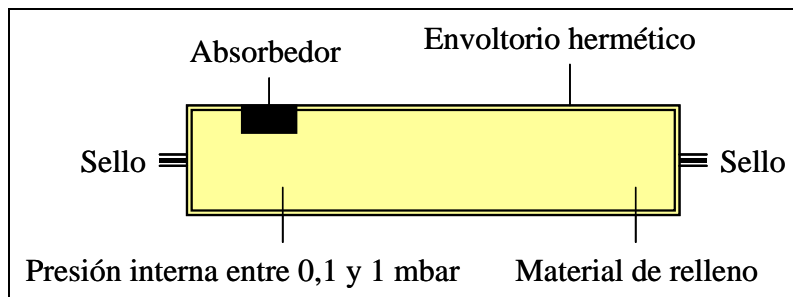 Absorbedor
Envoltorio hermético
Sello
Sello
Presión interna entre 0,1 y 1 mbar
Material de relleno